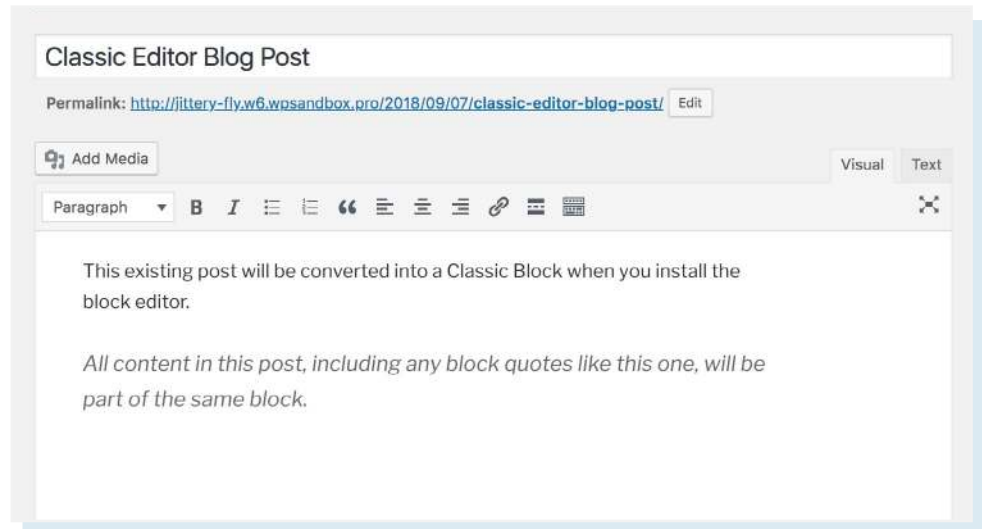 Classic Editor Blog Post
Permalink: http://jittery-fly.w6.wpsandbox.pro/2018/09/07/classic-editor-blog-post/ Edit
Add Media
Visual Text
Paragraph B I
This existing post will be converted into a Classic Block when you install the
block editor.
All content in this post, including any block quotes like this one, will be
part of the same block.